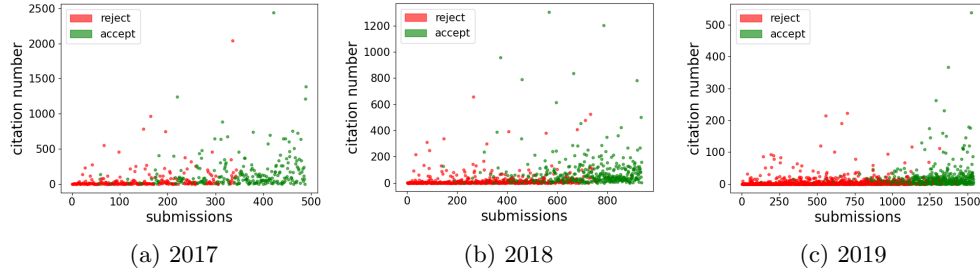 reject
accept
citation number
2500
2000
1500
1000
500
0
0 100 200 300 400 500
submissions
(a) 2017
reject
accept
citation number
1200
1000
800
600
400
200
0
0 200 400 600 800
submissions
(b) 2018
reject
accept
citation number
500
400
300
200
100
0
0 250 500 750 1000 1250 1500
submissions
(c) 2019